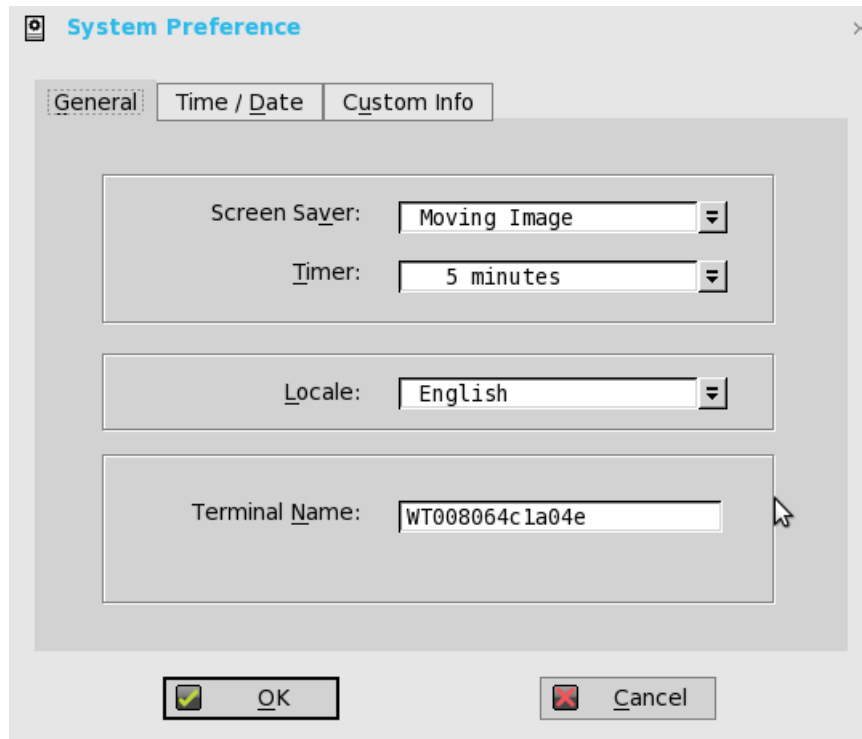 System Preference
General Time / Date Custom Info
Screen Saver: Moving Image
Timer: 5 minutes
Locale: English
Terminal Name: WT008064c1a04e
OK Cancel